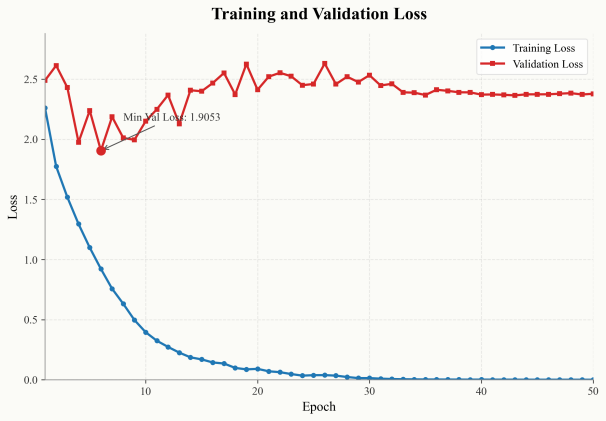 Training and Validation Loss
Training Loss
Validation Loss
Min Val Loss: 1.9053
Loss
2.5
2.0
1.5
1.0
0.5
0.0
10
20
30
40
50
Epoch